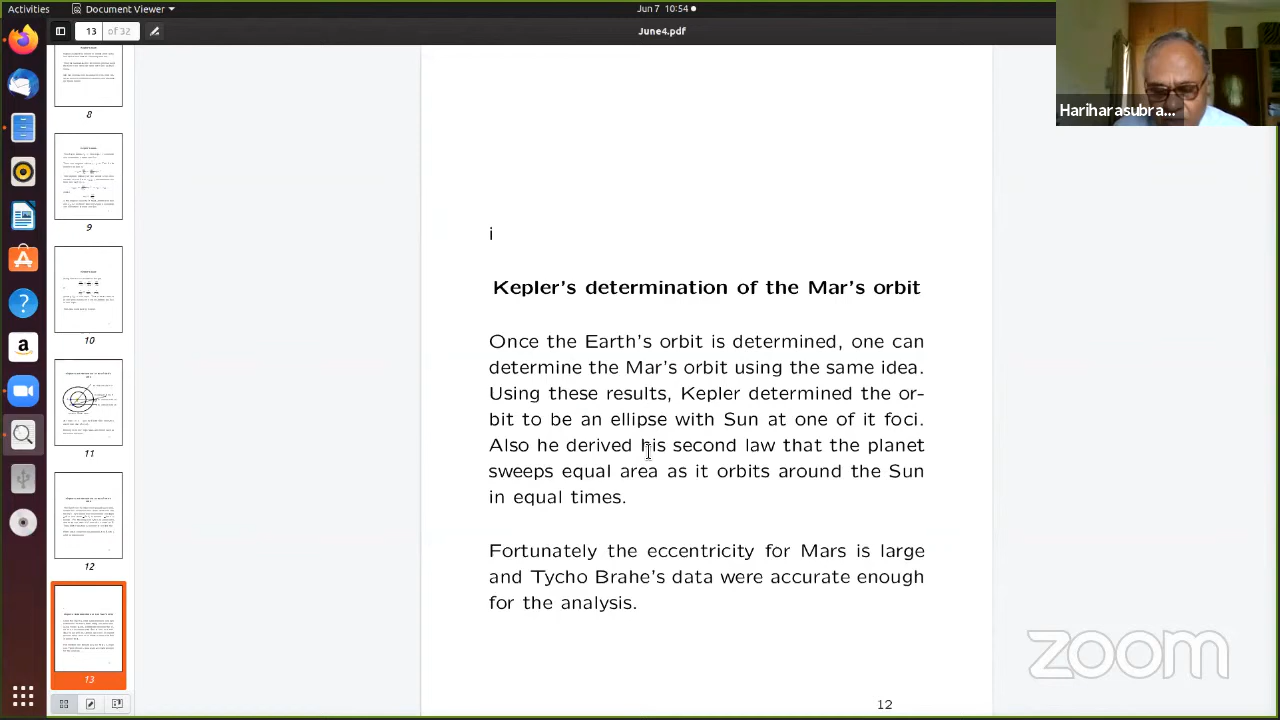 Activities
Document Viewer
Jun 7 10:54
13 of 32
June4.pdf
Hariharasubra...
8
9
10
11
12
13
i
Kepler's determination of the Mar's orbit
Once the Earth's orbit is determined, one can
determine the Mar's orbit using the same idea.
Using these results, Kepler determined the or-
bit to be an ellipse with Sun in one of it foci.
Also he derived his second law that the planet
sweeps equal area as it orbits around the Sun
in equal times.
Fortunately the eccentricity for Mars is large
and Tycho Brahe's data were accurate enough
for the analysis.
12
zoom